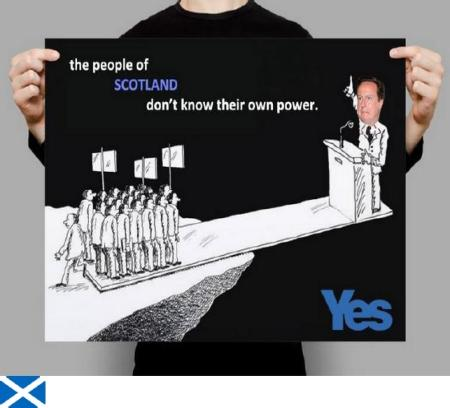 the people of
SCOTLAND
don't know their own power.
Yes